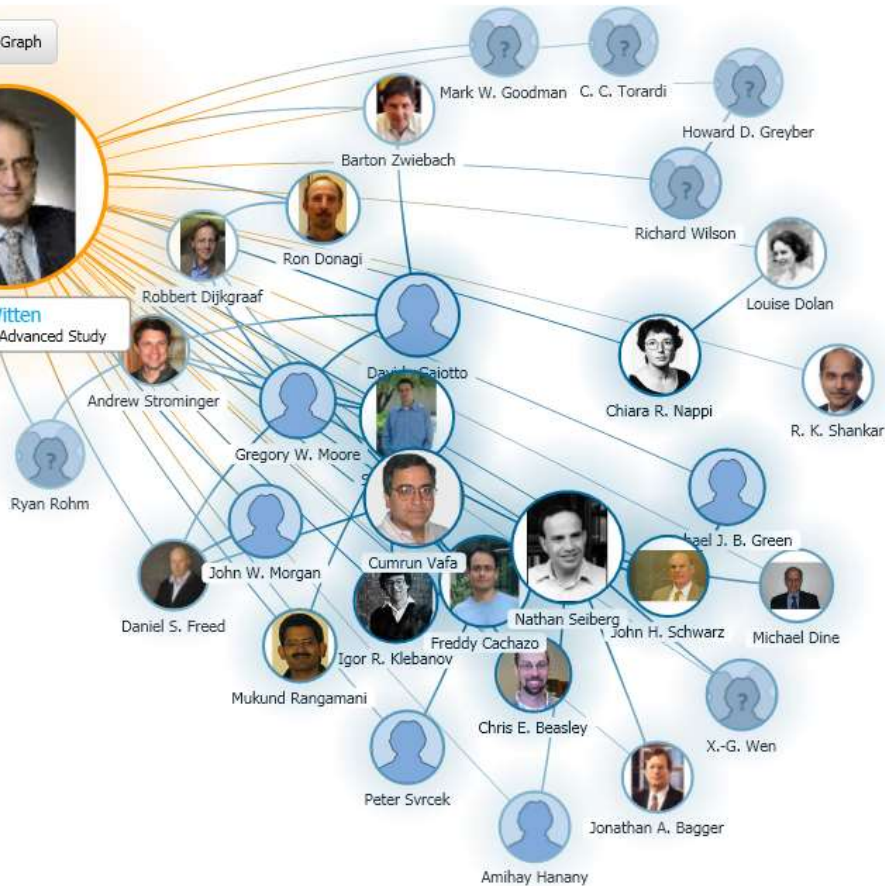 Graph
Mark W. Goodman
C. C. Torardi
Howard D. Greyber
Barton Zwiebach
Richard Wilson
Ron Donagi
Robbert Dijkgraaf
Louise Dolan
Witten
Advanced Study
Gaiotto
Andrew Strominger
Chiara R. Nappi
R. K. Shankar
Gregory W. Moore
Ryan Rohm
J. B. Green
Cumrun Vafa
John W. Morgan
Nathan Seiberg
Daniel S. Freed
John H. Schwarz
Michael Dine
Freddy Cachazo
Igor R. Klebanov
Mukund Rangamani
Chris E. Beasley
X.-G. Wen
Peter Svrcek
Jonathan A. Bagger
Amihay Hanany